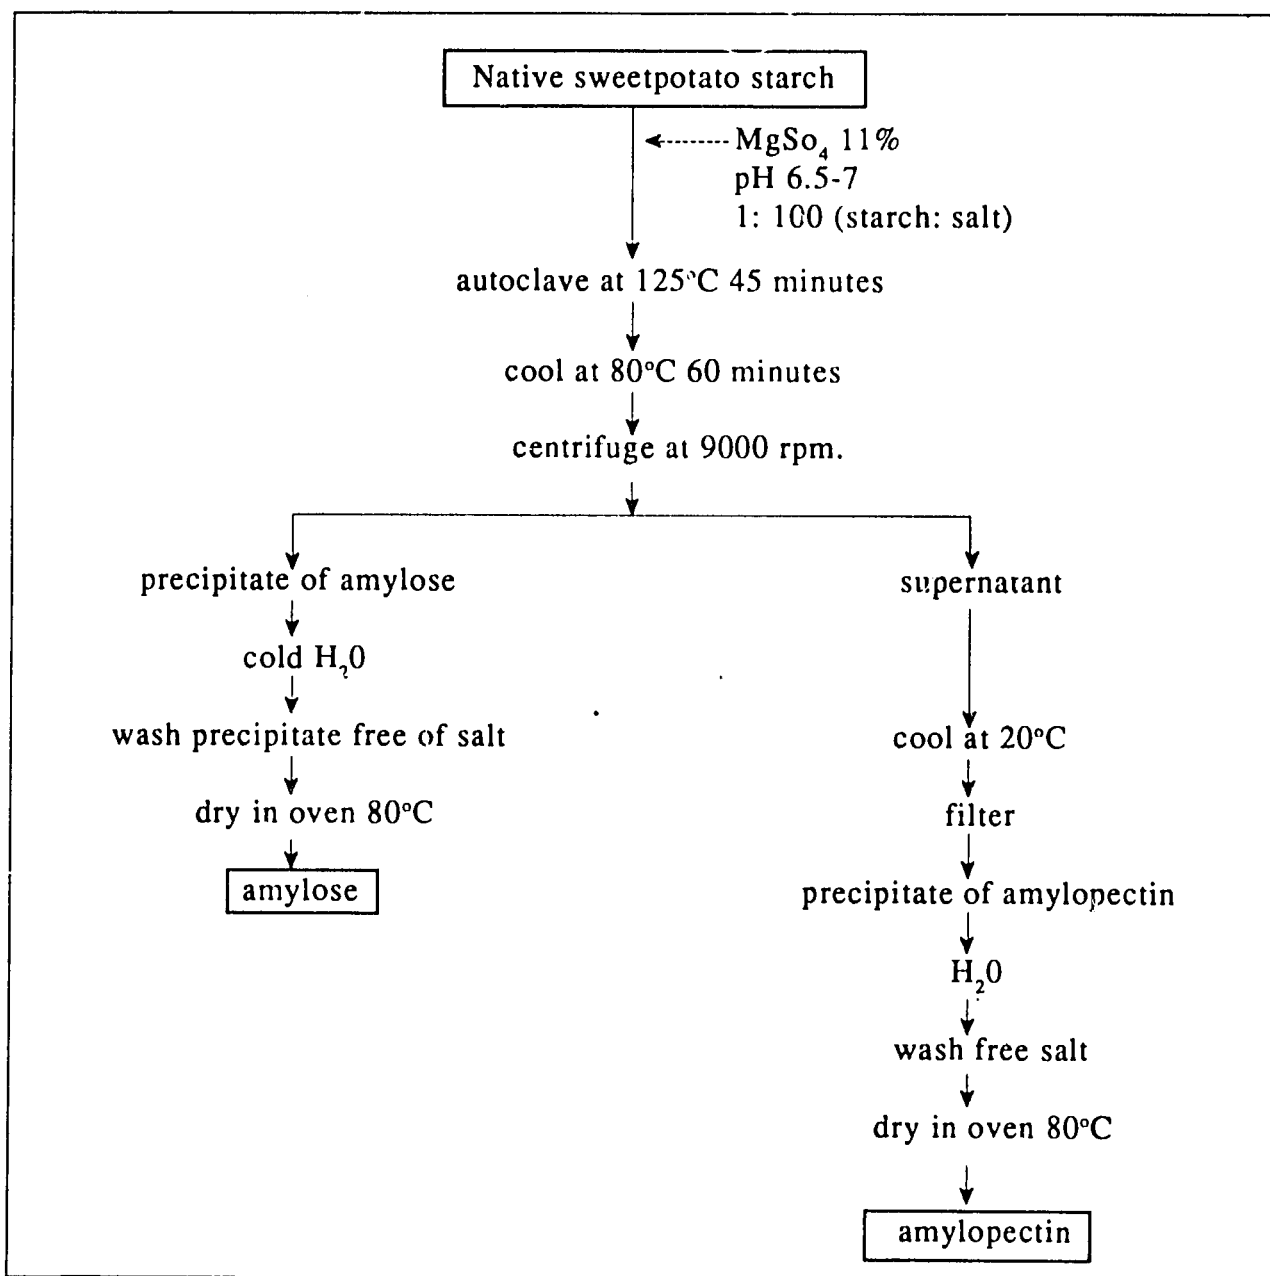 Native sweetpotato starch
MgSo₄ 11%
pH 6.5-7
1: 100 (starch: salt)
autoclave at 125°C 45 minutes
cool at 80°C 60 minutes
centrifuge at 9000 rpm.
precipitate of amylose
cold H₂0
wash precipitate free of salt
dry in oven 80°C
amylose
supernatant
cool at 20°C
filter
precipitate of amylopectin
H₂0
wash free salt
dry in oven 80°C
amylopectin